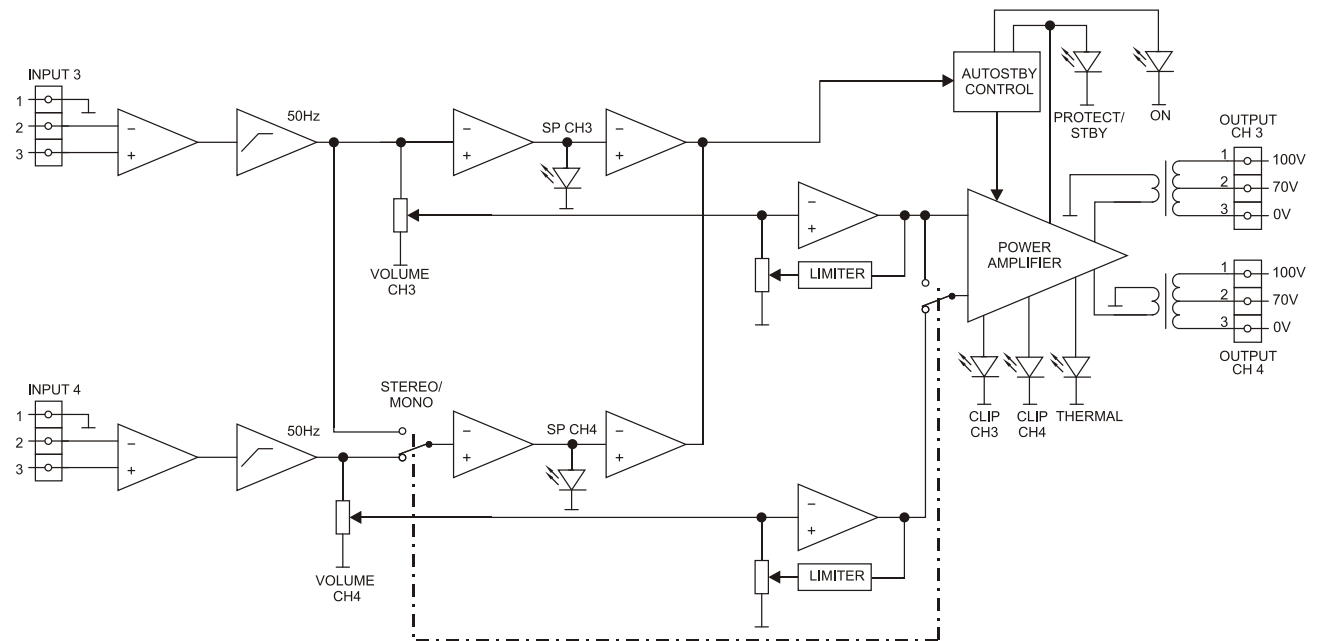 INPUT 3
1
2
3
50Hz
SP CH3
VOLUME
CH3
AUTOSTBY
CONTROL
PROTECT/
STBY
ON
OUTPUT
CH 3
1
100V
2
70V
3
0V
POWER
AMPLIFIER
LIMITER
1
100V
2
70V
3
0V
OUTPUT
CH 4
CLIP
CH3
CLIP
CH4
THERMAL
INPUT 4
1
2
3
50Hz
STEREO/
MONO
SP CH4
VOLUME
CH4
LIMITER